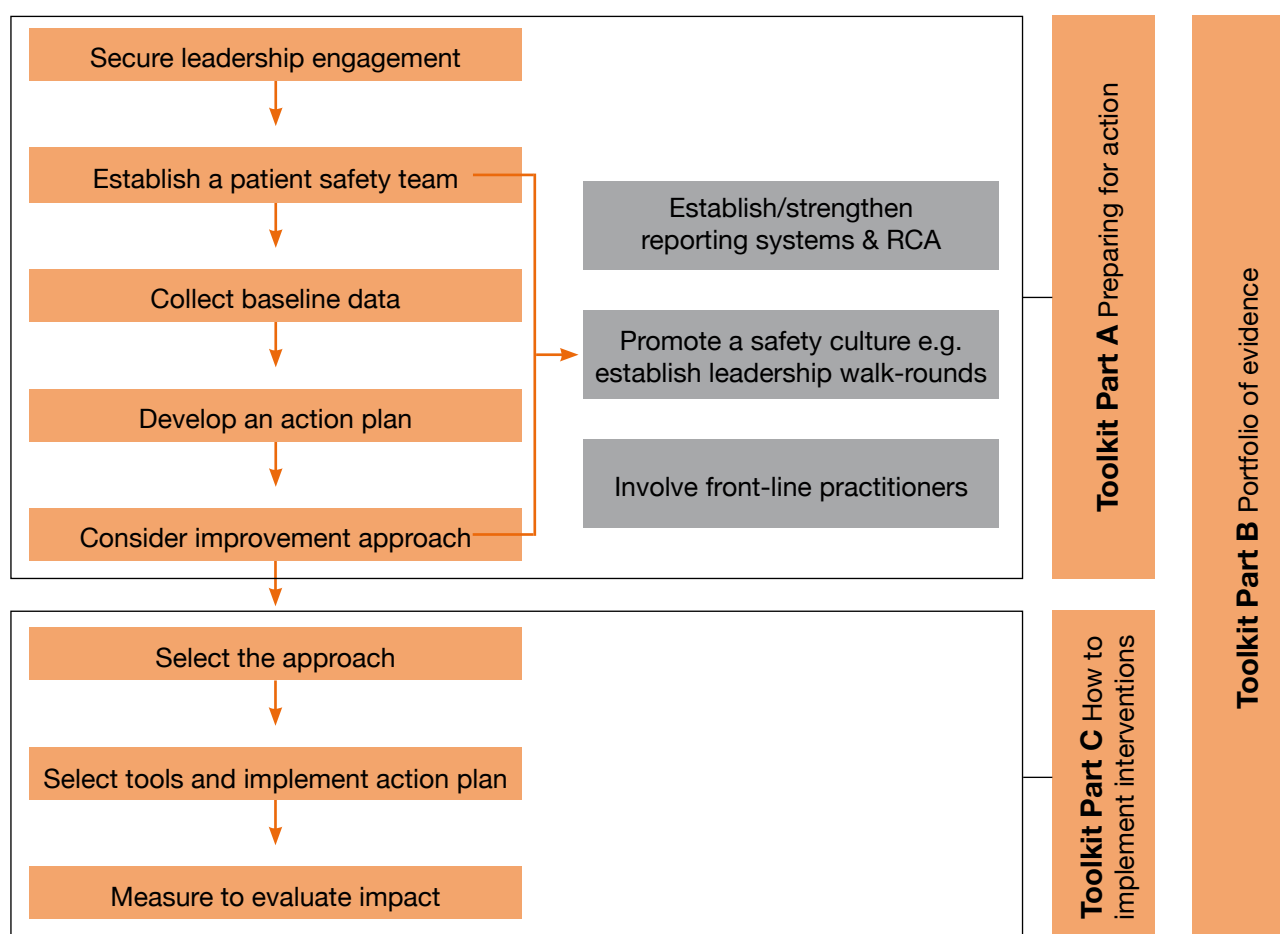 Secure leadership engagement
Establish a patient safety team
Collect baseline data
Develop an action plan
Consider improvement approach
Establish/strengthen
reporting systems & RCA
Promote a safety culture e.g.
establish leadership walk-rounds
Involve front-line practitioners
Toolkit Part A Preparing for action
Select the approach
Select tools and implement action plan
Measure to evaluate impact
Toolkit Part C How to
implement interventions
Toolkit Part B Portfolio of evidence